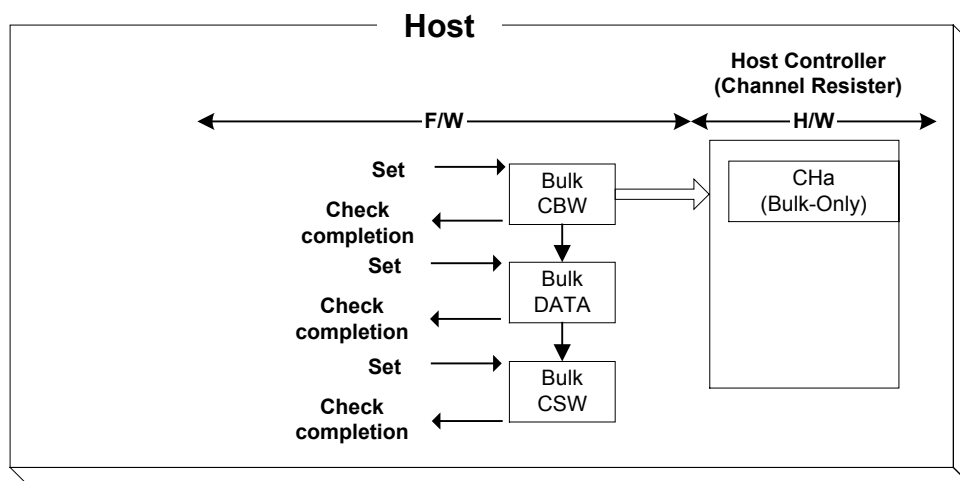 Host
Host Controller
(Channel Resister)
F/W
H/W
Set
Bulk
CBW
CHa
(Bulk-Only)
Check
completion
Set
Bulk
DATA
Check
completion
Set
Bulk
CSW
Check
completion